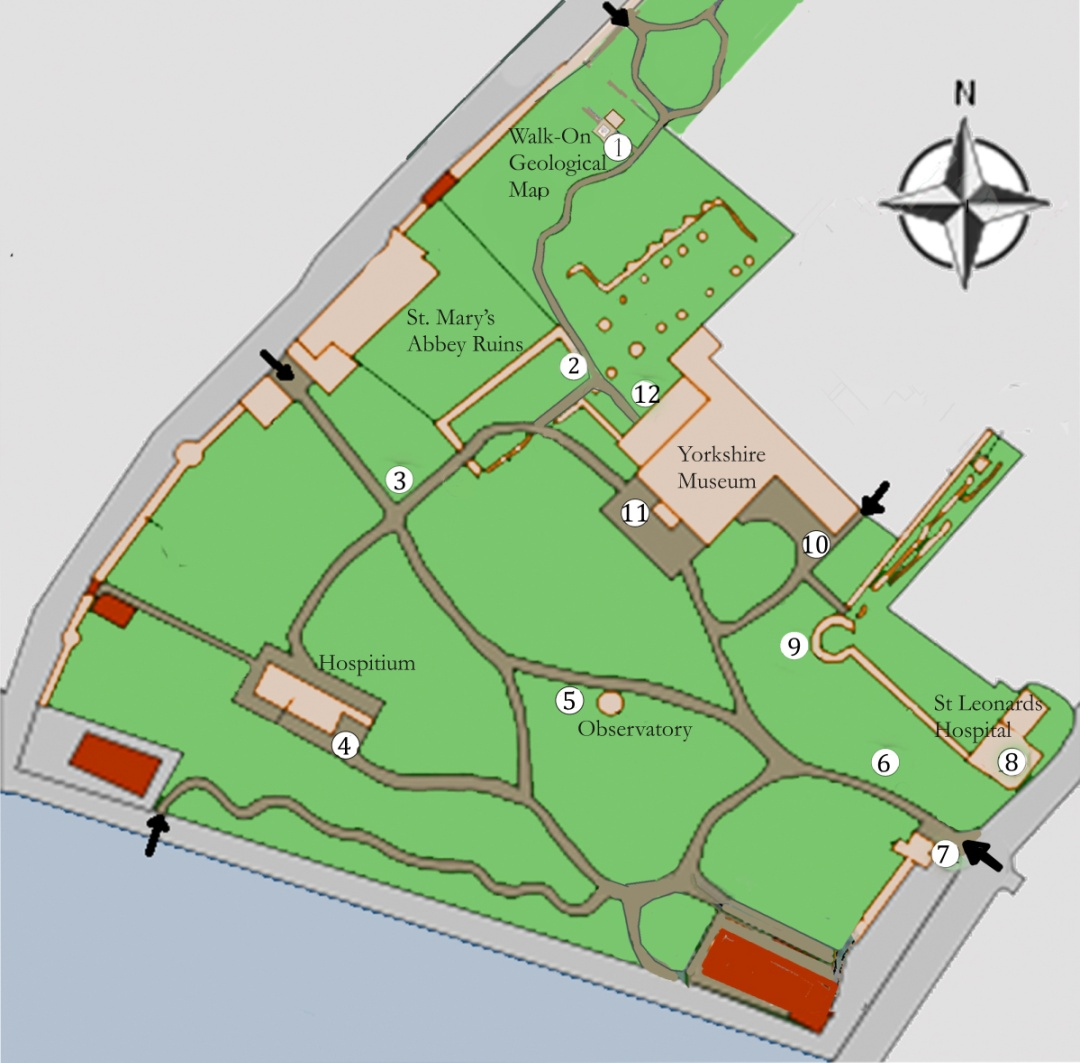 N
Walk-On
Geological
Map
1
St. Mary's
Abbey Ruins
2
12
Yorkshire
Museum
3
11
10
9
Hospitium
St Leonards
Hospital
5
Observatory
4
6
8
7